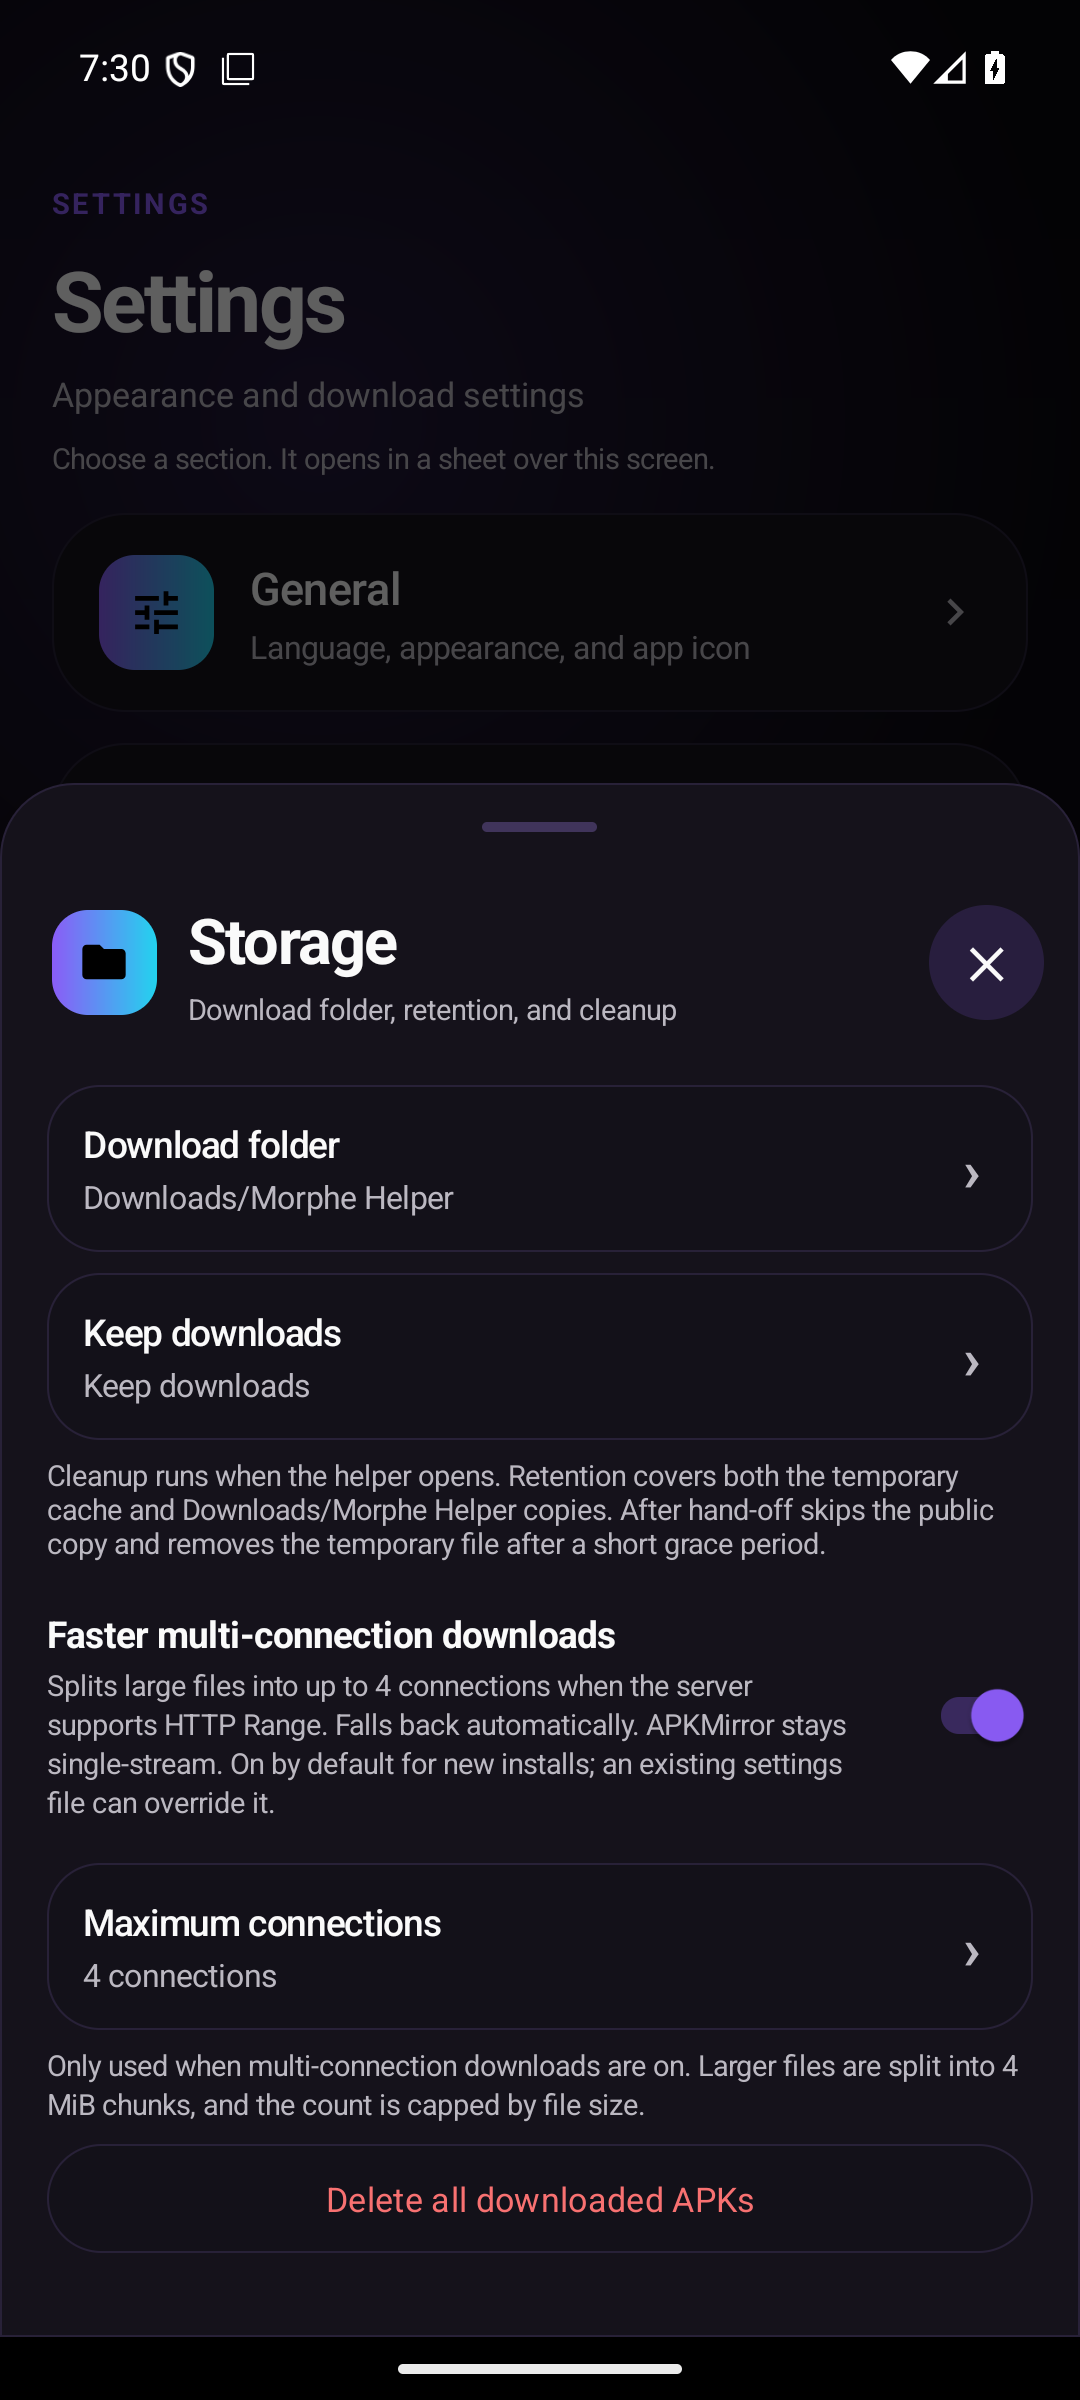 7:30
SETTINGS
Settings
Appearance and download settings
Choose a section. It opens in a sheet over this screen.
General
Language, appearance, and app icon
Storage
Download folder, retention, and cleanup
Download folder
Downloads/Morphe Helper
Keep downloads
Keep downloads
Cleanup runs when the helper opens. Retention covers both the temporary
cache and Downloads/Morphe Helper copies. After hand-off skips the public
copy and removes the temporary file after a short grace period.
Faster multi-connection downloads
Splits large files into up to 4 connections when the server
supports HTTP Range. Falls back automatically. APKMirror stays
single-stream. On by default for new installs; an existing settings
file can override it.
Maximum connections
4 connections
Only used when multi-connection downloads are on. Larger files are split into 4
MiB chunks, and the count is capped by file size.
Delete all downloaded APKs